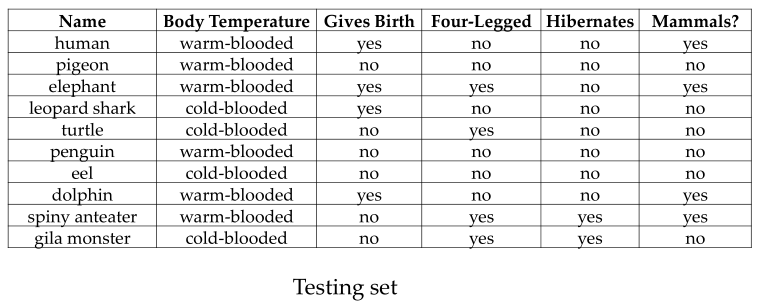 Name Body Temperature Gives Birth Four-Legged Hibernates Mammals?
human warm-blooded yes no no yes
pigeon warm-blooded no no no no
elephant warm-blooded yes yes no yes
leopard shark cold-blooded yes no no no
turtle cold-blooded no yes no no
penguin warm-blooded no no no no
eel cold-blooded no no no no
dolphin warm-blooded yes no no yes
spiny anteater warm-blooded no yes yes yes
gila monster cold-blooded no yes yes no
Testing set